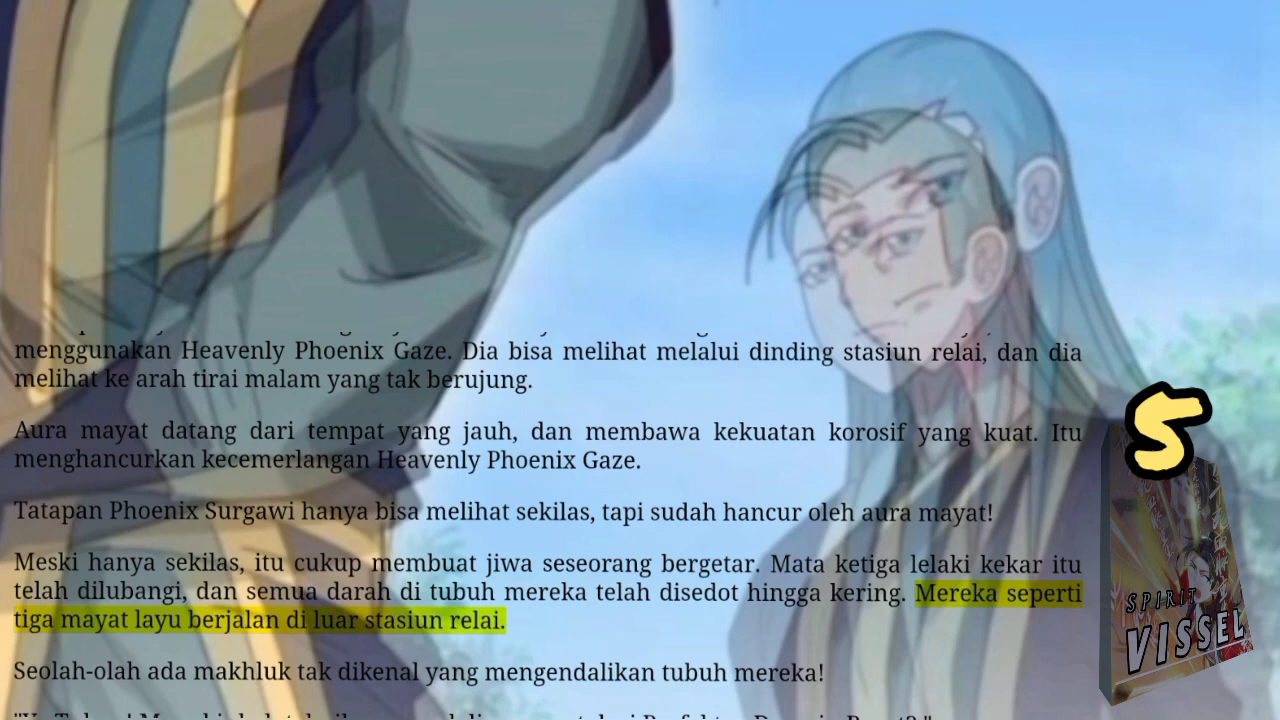 menggunakan Heavenly Phoenix Gaze. Dia bisa melihat melalui dinding stasiun relai, dan dia
melihat ke arah tirai malam yang tak berujung.
Aura mayat datang dari tempat yang jauh, dan membawa kekuatan korosif yang kuat. Itu
menghancurkan kecemerlangan Heavenly Phoenix Gaze.
Tatapan Phoenix Surgawi hanya bisa melihat sekilas, tapi sudah hancur oleh aura mayat!
Meski hanya sekilas, itu cukup membuat jiwa seseorang bergetar. Mata ketiga lelaki kekar itu
telah dilubangi, dan semua darah di tubuh mereka telah disedot hingga kering. Mereka seperti
tiga mayat layu berjalan di luar stasiun relai.
Seolah-olah ada makhluk tak dikenal yang mengendalikan tubuh mereka!
S
SPIRIT
VISSEL